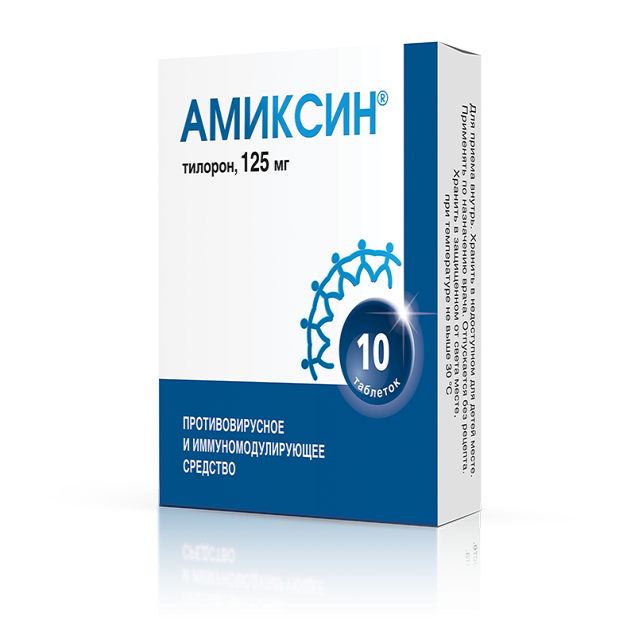 АМИКСИН®
тилорон, 125 мг
10
таблеток
ПРОТИВОВИРУСНОЕ
И ИММУНОМОДУЛИРУЮЩЕЕ
СРЕДСТВО
Для приема внутрь. Хранить в недоступном для детей месте.
Применять по назначению врача. Отпускается без рецепта.
Хранить в защищенном от света месте,
при температуре не выше 30 °C